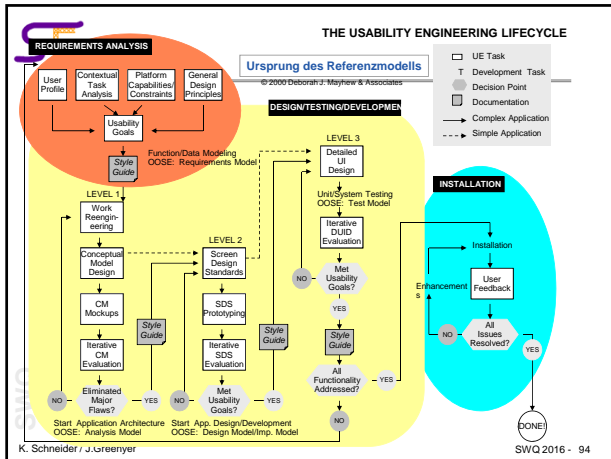 THE USABILITY ENGINEERING LIFECYCLE
REQUIREMENTS ANALYSIS
Ursprung des Referenzmodells
© 2000 Deborah J. Mayhew & Associates
UE Task
T Development Task
Decision Point
Documentation
Complex Application
Simple Application
User
Profile
Contextual
Task
Analysis
Platform
Capabilities/
Constraints
General
Design
Principles
Usability
Goals
Style
Guide
Function/Data Modeling
OOSE: Requirements Model
DESIGN/TESTING/DEVELOPMEN
LEVEL 1
Work
Reengin-
eering
Conceptual
Model
Design
CM
Mockups
Iterative
CM
Evaluation
Eliminated
Major
Flaws?
NO
YES
Style
Guide
Start Application Architecture
OOSE: Analysis Model
LEVEL 2
Screen
Design
Standards
SDS
Prototyping
Iterative
SDS
Evaluation
Met
Usability
Goals?
NO
YES
Style
Guide
Start App. Design/Development
OOSE: Design Model/Imp. Model
LEVEL 3
Detailed
UI
Design
Unit/System Testing
OOSE: Test Model
Iterative
DUID
Evaluation
Met
Usability
Goals?
NO
YES
Style
Guide
All
Functionality
Addressed?
YES
NO
INSTALLATION
Installation
Enhancement
s
User
Feedback
All
Issues
Resolved?
NO
YES
DONE!
SWQ
K. Schneider / J.Greenyer
SWQ 2016 - 94